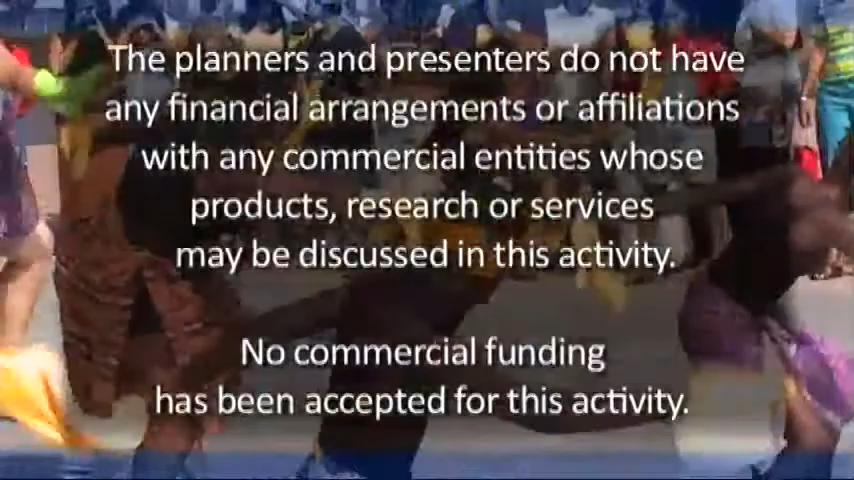 The planners and presenters do not have
any financial arrangements or affiliations
with any commercial entities whose
products, research or services
may be discussed in this activity.
No commercial funding
has been accepted for this activity.